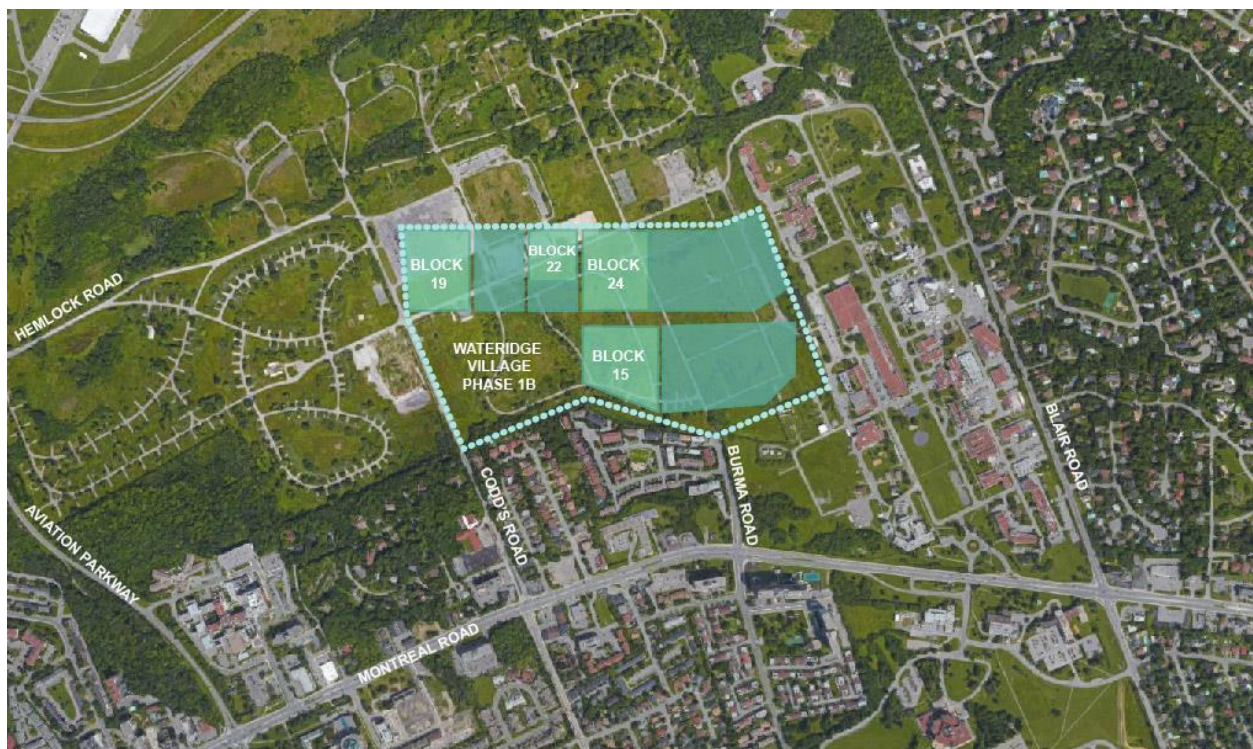 BLOCK
19
BLOCK
22
BLOCK
24
HEMLOCK ROAD
WATERIDGE
VILLAGE
PHASE 1B
BLOCK
15
BLAIR ROAD
BURMA ROAD
CODD'S ROAD
AVIATION PARKWAY
MONTREAL ROAD